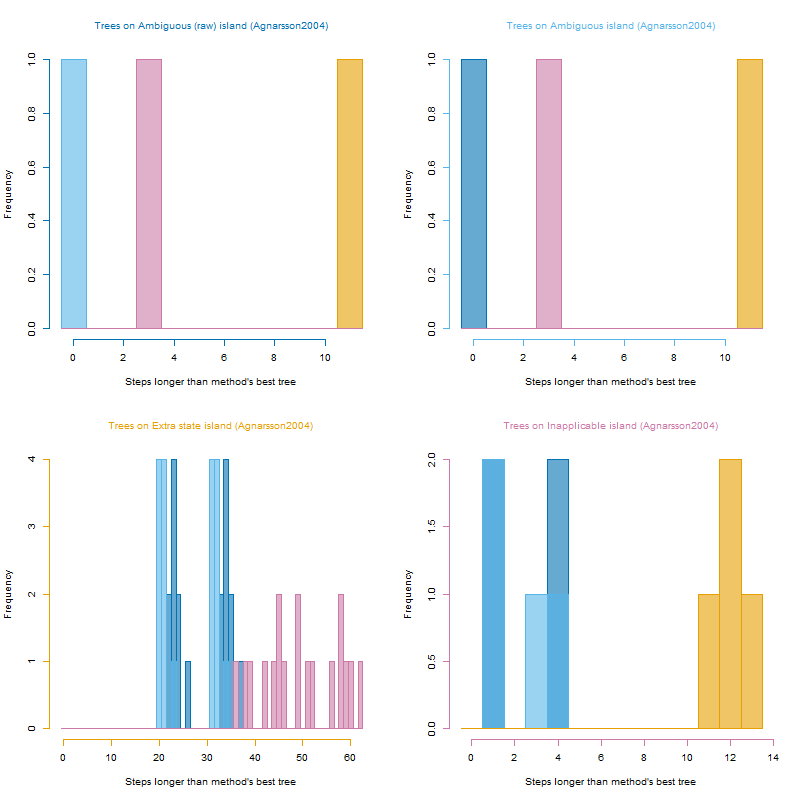 Trees on Ambiguous (raw) island (Agnarsson2004)
Frequency
0.0 0.2 0.4 0.6 0.8 1.0
0 2 4 6 8 10
Steps longer than method's best tree
Trees on Ambiguous island (Agnarsson2004)
Frequency
0.0 0.2 0.4 0.6 0.8 1.0
0 2 4 6 8 10
Steps longer than method's best tree
Trees on Extra state island (Agnarsson2004)
Frequency
0 1 2 3 4
0 10 20 30 40 50 60
Steps longer than method's best tree
Trees on Inapplicable island (Agnarsson2004)
Frequency
0.0 0.5 1.0 1.5 2.0
0 2 4 6 8 10 12 14
Steps longer than method's best tree